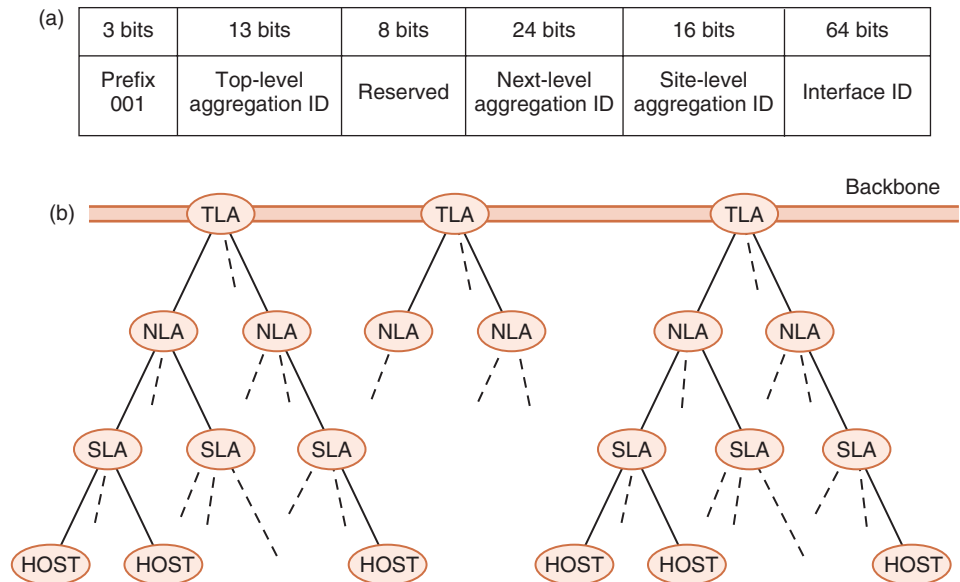 (a)
3 bits 13 bits 8 bits 24 bits 16 bits 64 bits
Prefix 001
Top-level aggregation ID
Reserved
Next-level aggregation ID
Site-level aggregation ID
Interface ID
Backbone
(b)
TLA TLA TLA
NLA NLA NLA NLA NLA NLA
SLA SLA SLA SLA SLA SLA
HOST HOST HOST HOST HOST HOST